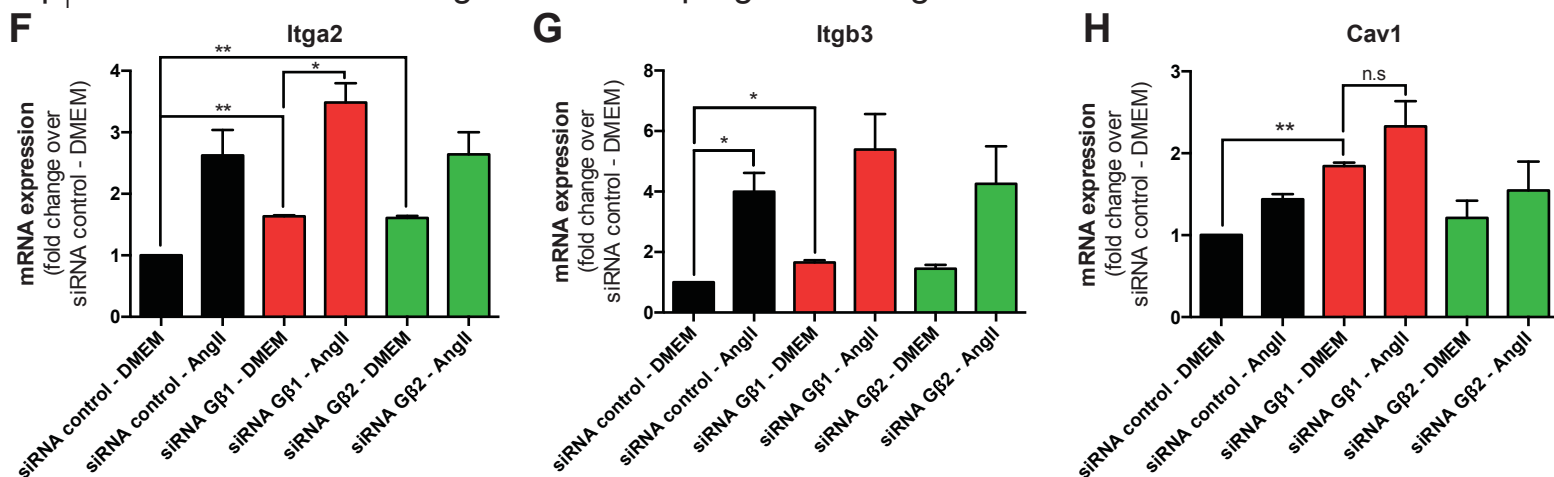 F
Itga2
**
*
**
4
3
2
1
0
mRNA expression
(fold change over
siRNA control - DMEM)
siRNA control - DMEM
siRNA control - AngII
siRNA Gβ1 - DMEM
siRNA Gβ1 - AngII
siRNA Gβ2 - DMEM
siRNA Gβ2 - AngII
G
Itgb3
*
*
8
6
4
2
0
mRNA expression
(fold change over
siRNA control - DMEM)
siRNA control - DMEM
siRNA control - AngII
siRNA Gβ1 - DMEM
siRNA Gβ1 - AngII
siRNA Gβ2 - DMEM
siRNA Gβ2 - AngII
H
Cav1
n.s
**
3
2
1
0
mRNA expression
(fold change over
siRNA control - DMEM)
siRNA control - DMEM
siRNA control - AngII
siRNA Gβ1 - DMEM
siRNA Gβ1 - AngII
siRNA Gβ2 - DMEM
siRNA Gβ2 - AngII